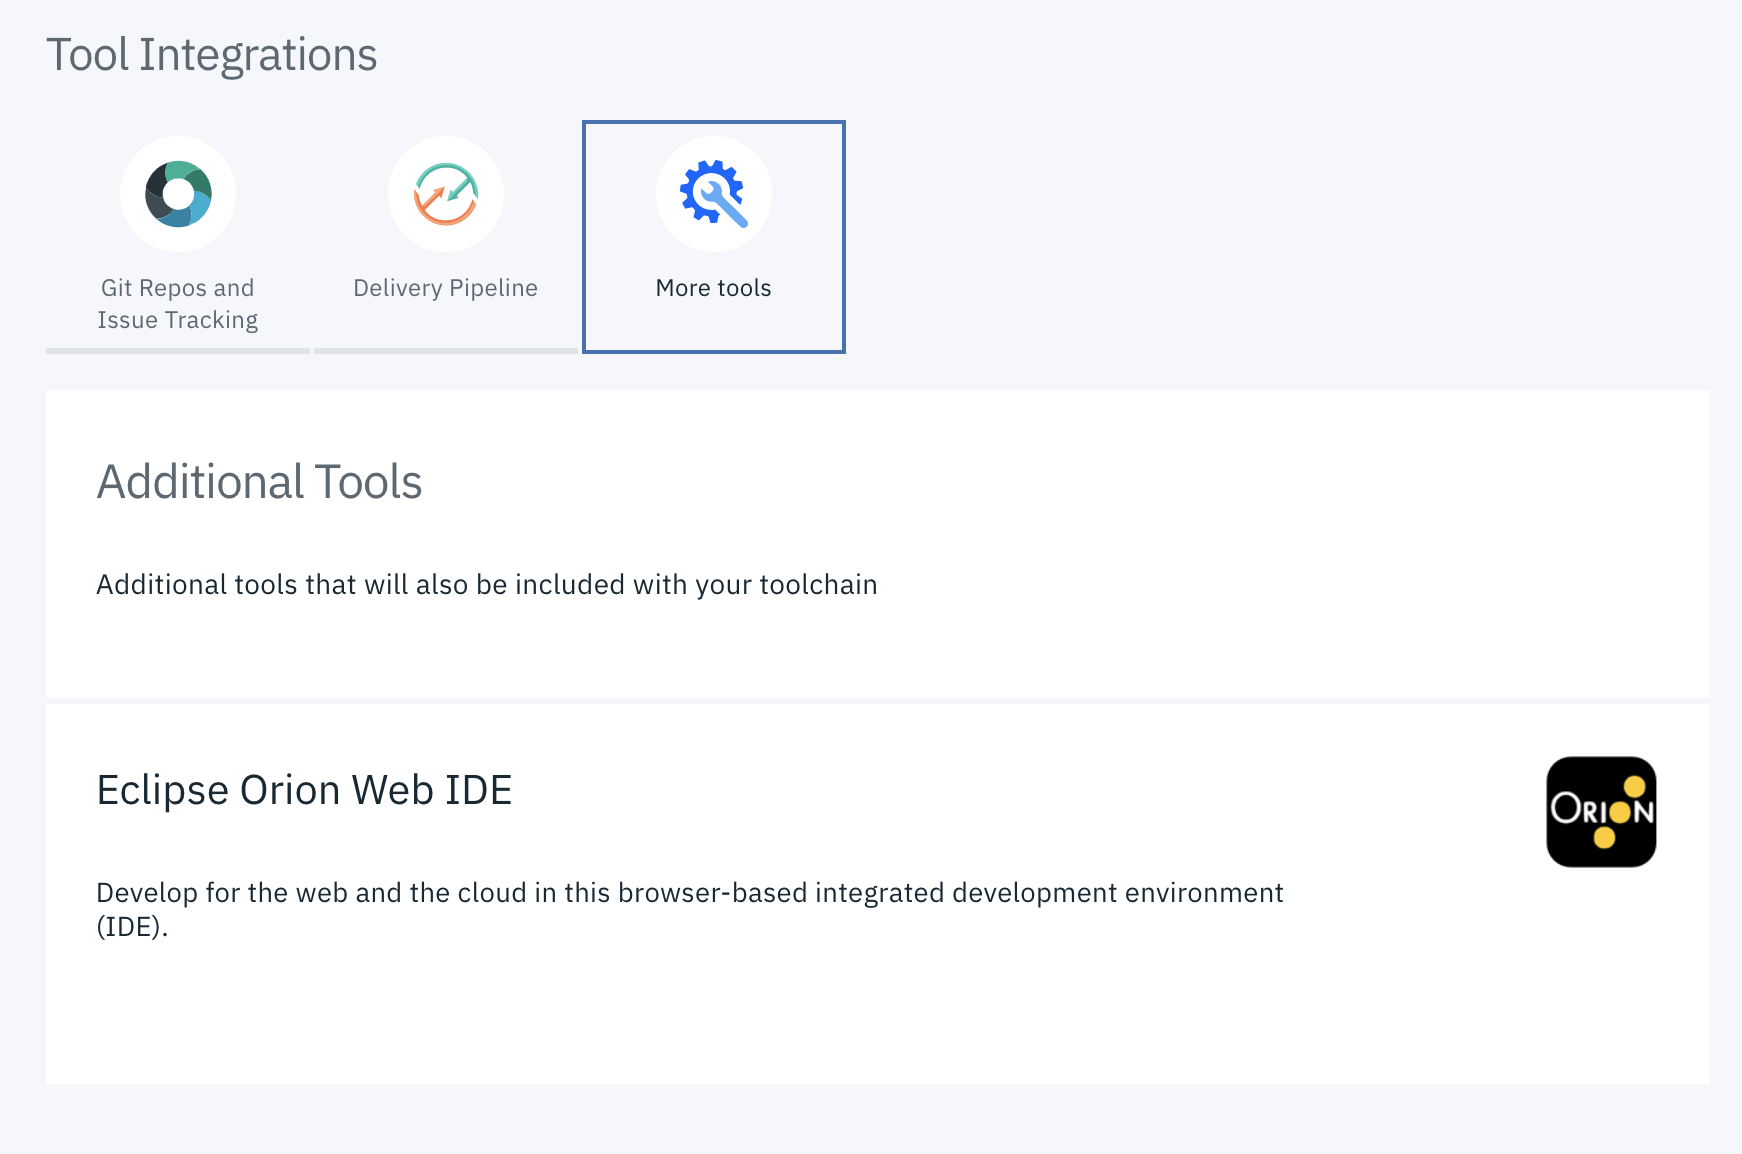 Tool Integrations
Git Repos and
Issue Tracking
Delivery Pipeline
More tools
Additional Tools
Additional tools that will also be included with your toolchain
Eclipse Orion Web IDE
ORION
Develop for the web and the cloud in this browser-based integrated development environment
(IDE).